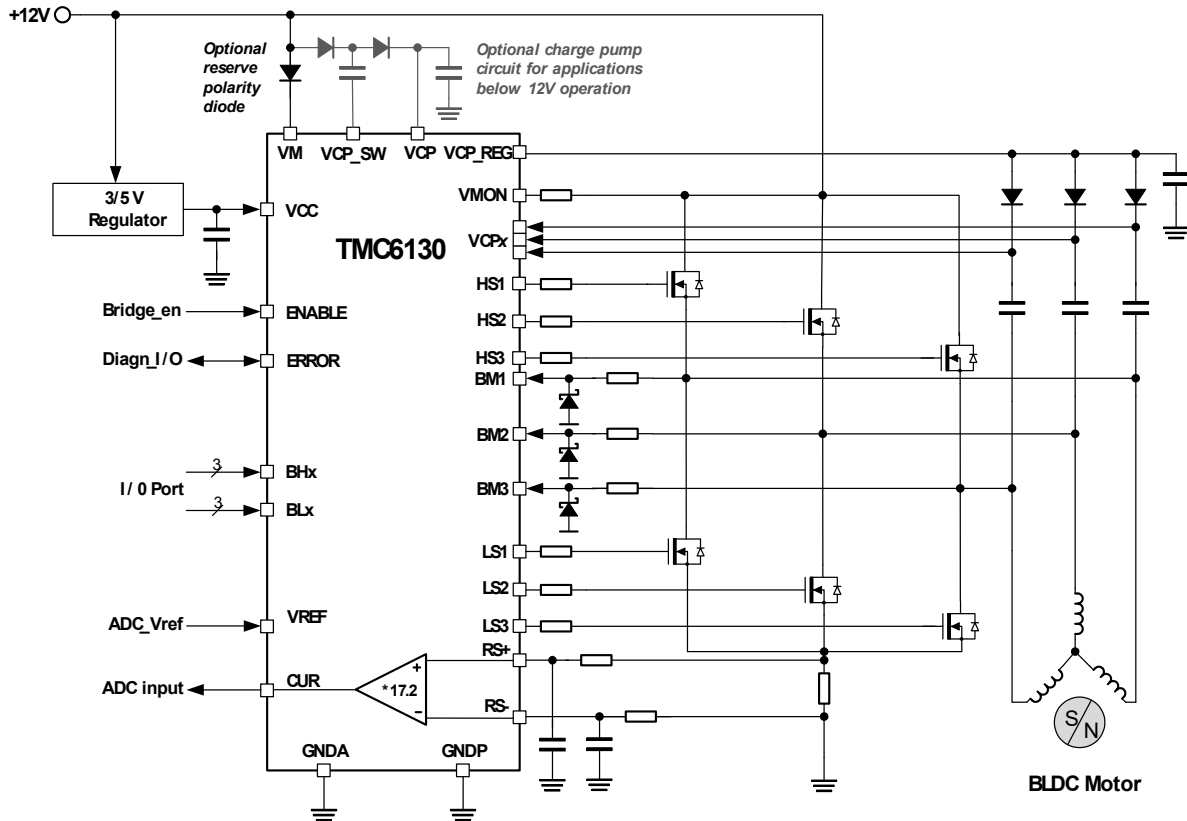 +12V
Optional
reserve
polarity
diode
Optional charge pump
circuit for applications
below 12V operation
VM
VCP_SW
VCP
VCP_REG
3/5 V
Regulator
VCC
TMC6130
VMON
VCPx
HS1
HS2
HS3
Bridge_en
ENABLE
Diagn_I/O
ERROR
BM1
BM2
BM3
3
BHx
I/0 Port
3
BLx
LS1
LS2
LS3
ADC_Vref
VREF
RS+
ADC input
CUR
+
*17.2
−
RS-
GNDA
GNDP
S
N
BLDC Motor